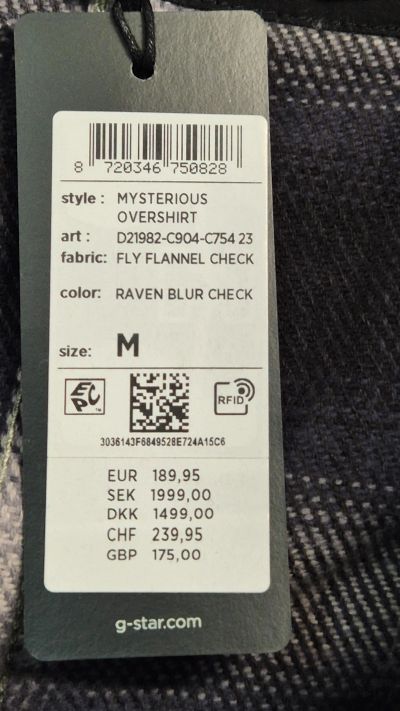 8 720346 750828
style : MYSTERIOUS
OVERSHIRT
art : D21982-C904-C754 23
fabric: FLY FLANNEL CHECK
color: RAVEN BLUR CHECK
size: M
EPC™
RFID
3036143F6849528E724A15C6
EUR 189,95
SEK 1999,00
DKK 1499,00
CHF 239,95
GBP 175,00
g-star.com